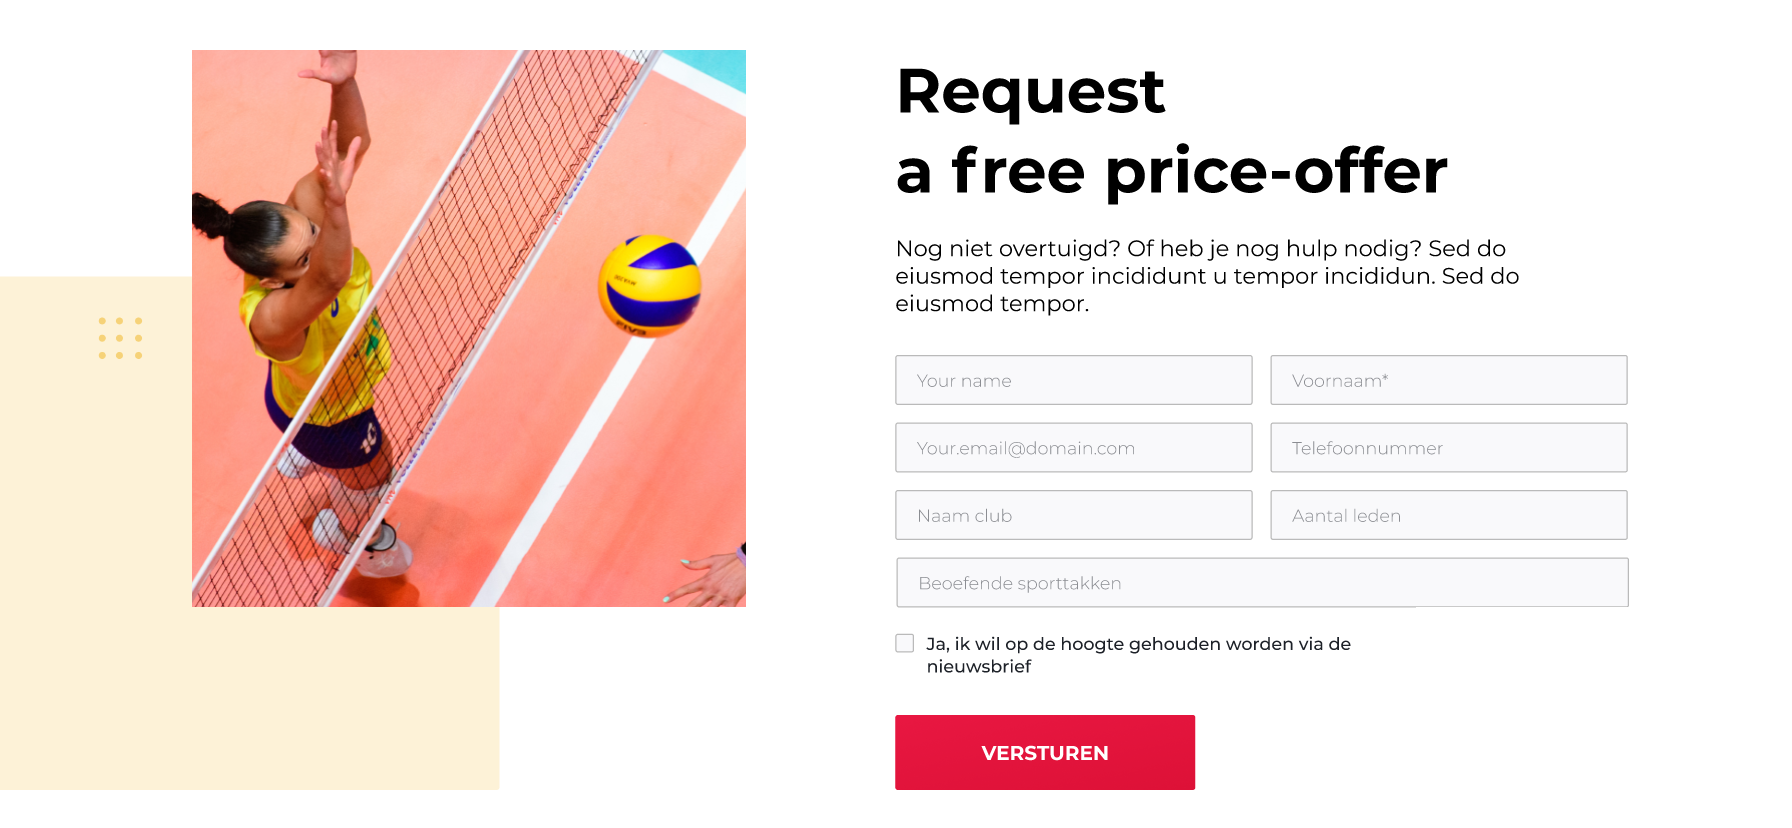 Request
a free price-offer
Nog niet overtuigd? Of heb je nog hulp nodig? Sed do
eiusmod tempor incididunt u tempor incididun. Sed do
eiusmod tempor.
Your name
Voornaam*
Your.email@domain.com
Telefoonnummer
Naam club
Aantal leden
Beoefende sporttakken
Ja, ik wil op de hoogte gehouden worden via de
nieuwsbrief
VERSTUREN